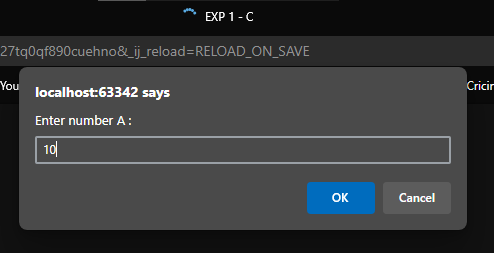 EXP 1 - C
27tq0qf890cuehno&_ij_reload=RELOAD_ON_SAVE
You
Cricin
localhost:63342 says
Enter number A :
10
OK Cancel